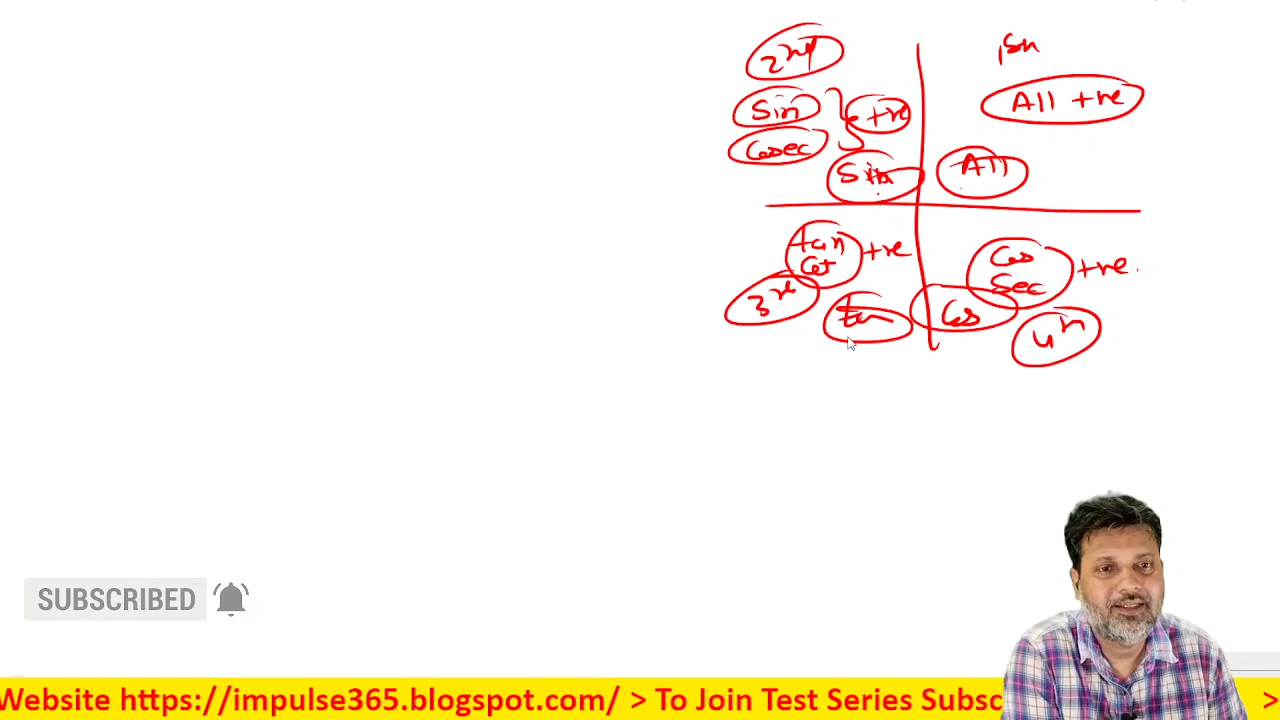 2nd
1st
Sin
Cosec
+ve
All +ve
Sin
All
tan
Cot
+ve
Cos
Sec
+ve
3rd
tan
Cos
4th
SUBSCRIBED
Website https://impulse365.blogspot.com/ > To Join Test Series Subsc
>